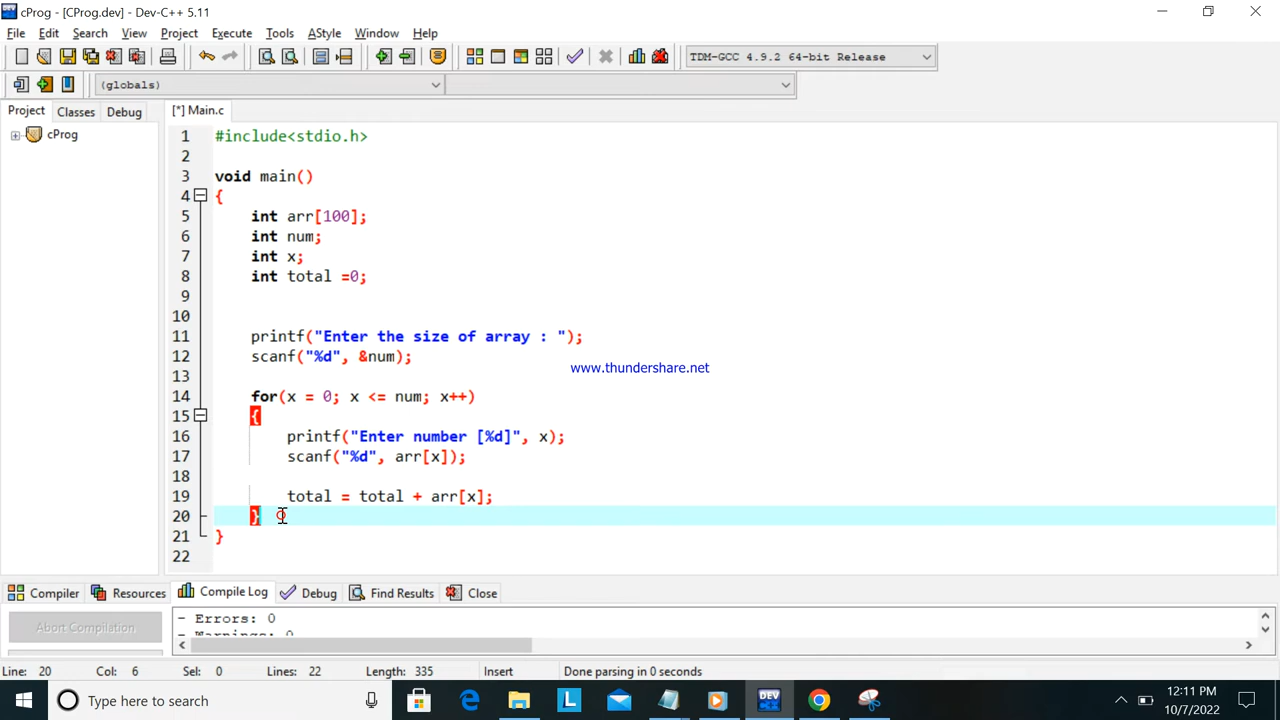 cProg - [CProg.dev] - Dev-C++ 5.11
File Edit Search View Project Execute Tools AStyle Window Help
TDM-GCC 4.9.2 64-bit Release
(globals)
Project Classes Debug [*] Main.c
cProg
1 #include<stdio.h>
2
3 void main()
4 {
5 int arr[100];
6 int num;
7 int x;
8 int total =0;
9
10
11 printf("Enter the size of array : ");
12 scanf("%d", &num);
www.thundershare.net
13
14 for(x = 0; x <= num; x++)
15 {
16 printf("Enter number [%d]", x);
17 scanf("%d", arr[x]);
18
19 total = total + arr[x];
20 }
21 }
22
Compiler Resources Compile Log Debug Find Results Close
Abort Compilation
- Errors: 0
- Warnings: 0
Line: 20 Col: 6 Sel: 0 Lines: 22 Length: 335 Insert Done parsing in 0 seconds
Type here to search
12:11 PM
10/7/2022